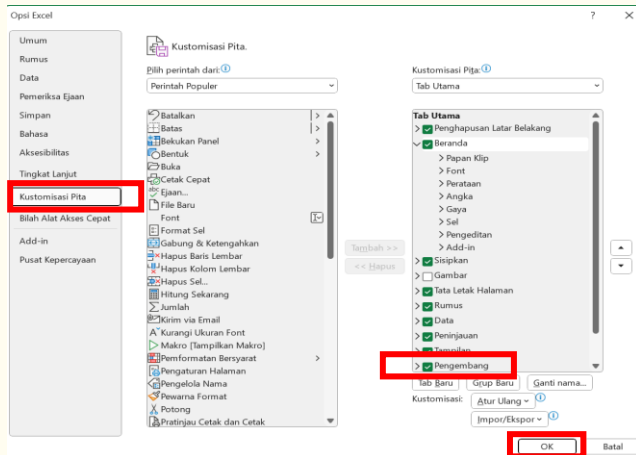 Opsi Excel
Umum
Rumus
Data
Pemeriksa Ejaan
Simpan
Bahasa
Aksesibilitas
Tingkat Lanjut
Kustomisasi Pita
Bilah Alat Akses Cepat
Add-in
Pusat Kepercayaan
Kustomisasi Pita.
Pilih perintah dari:
Perintah Populer
Batalkan
Batas
Bekukan Panel
Bentuk
Buka
Cetak Cepat
Ejaan...
File Baru
Font
Format Sel
Gabung & Ketengahkan
Hapus Baris Lembar
Hapus Kolom Lembar
Hapus Sel...
Hitung Sekarang
Jumlah
Kirim via Email
Kurangi Ukuran Font
Makro [Tampilkan Makro]
Pemformatan Bersyarat
Pengaturan Halaman
Pengelola Nama
Pewarna Format
Potong
Pratinjau Cetak dan Cetak
Tambah >>
<< Hapus
Kustomisasi Pita:
Tab Utama
Tab Utama
Penghapusan Latar Belakang
Beranda
Papan Klip
Font
Perataan
Angka
Gaya
Sel
Pengeditan
Add-in
Sisipkan
Gambar
Tata Letak Halaman
Rumus
Data
Peninjauan
Tampilan
Pengembang
Tab Baru
Grup Baru
Ganti nama...
Kustomisasi:
Atur Ulang
Impor/Ekspor
OK
Batal